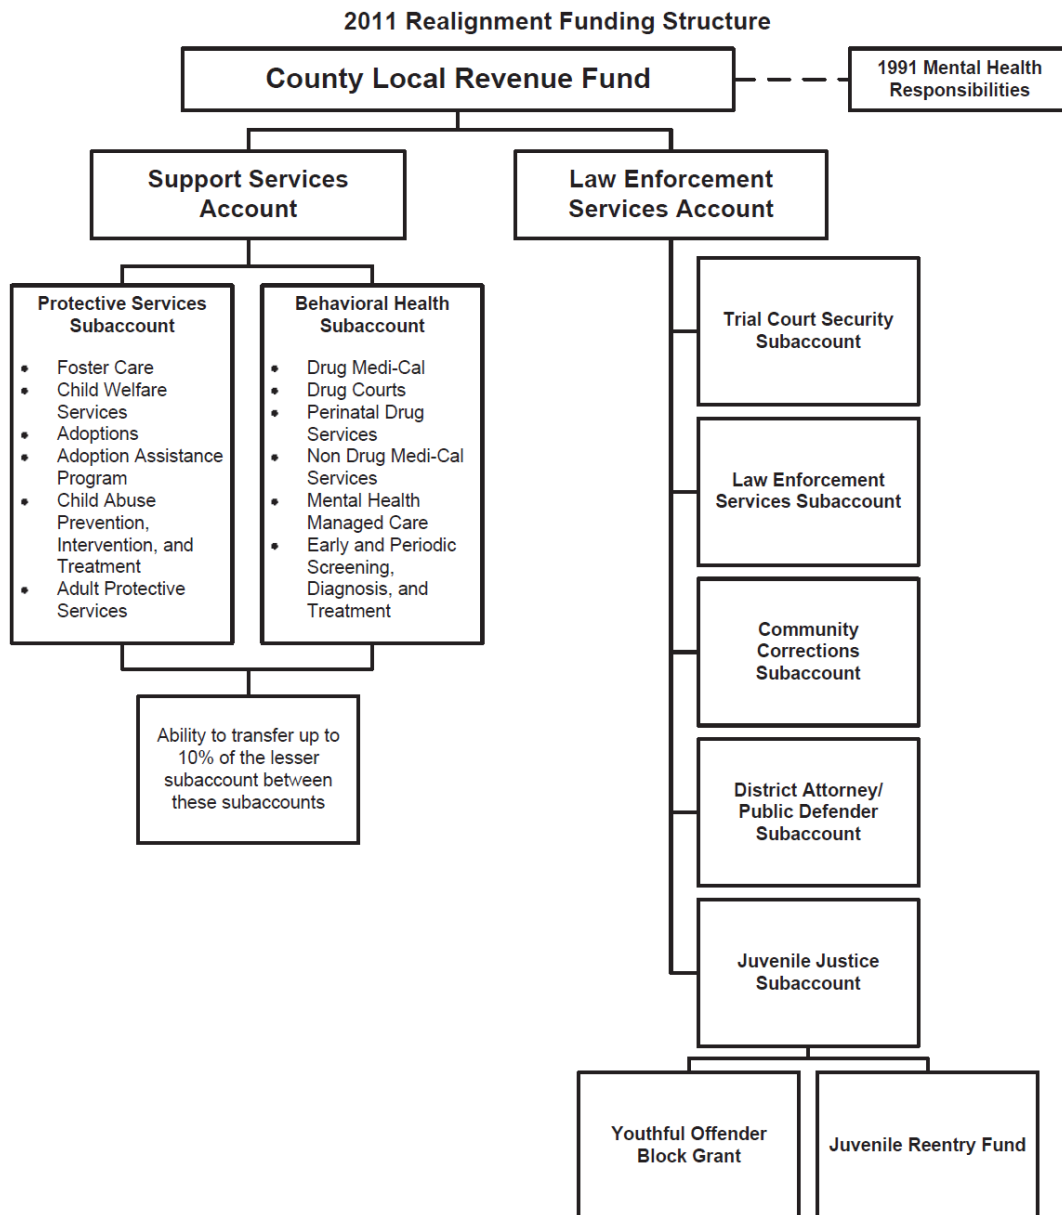 2011 Realignment Funding Structure
County Local Revenue Fund
1991 Mental Health
Responsibilities
Support Services
Account
Law Enforcement
Services Account
Protective Services
Subaccount
• Foster Care
• Child Welfare
Services
• Adoptions
• Adoption Assistance
Program
• Child Abuse
Prevention,
Intervention, and
Treatment
• Adult Protective
Services
Behavioral Health
Subaccount
• Drug Medi-Cal
• Drug Courts
• Perinatal Drug
Services
• Non Drug Medi-Cal
Services
• Mental Health
Managed Care
• Early and Periodic
Screening,
Diagnosis, and
Treatment
Ability to transfer up to
10% of the lesser
subaccount between
these subaccounts
Trial Court Security
Subaccount
Law Enforcement
Services Subaccount
Community
Corrections
Subaccount
District Attorney/
Public Defender
Subaccount
Juvenile Justice
Subaccount
Youthful Offender
Block Grant
Juvenile Reentry Fund